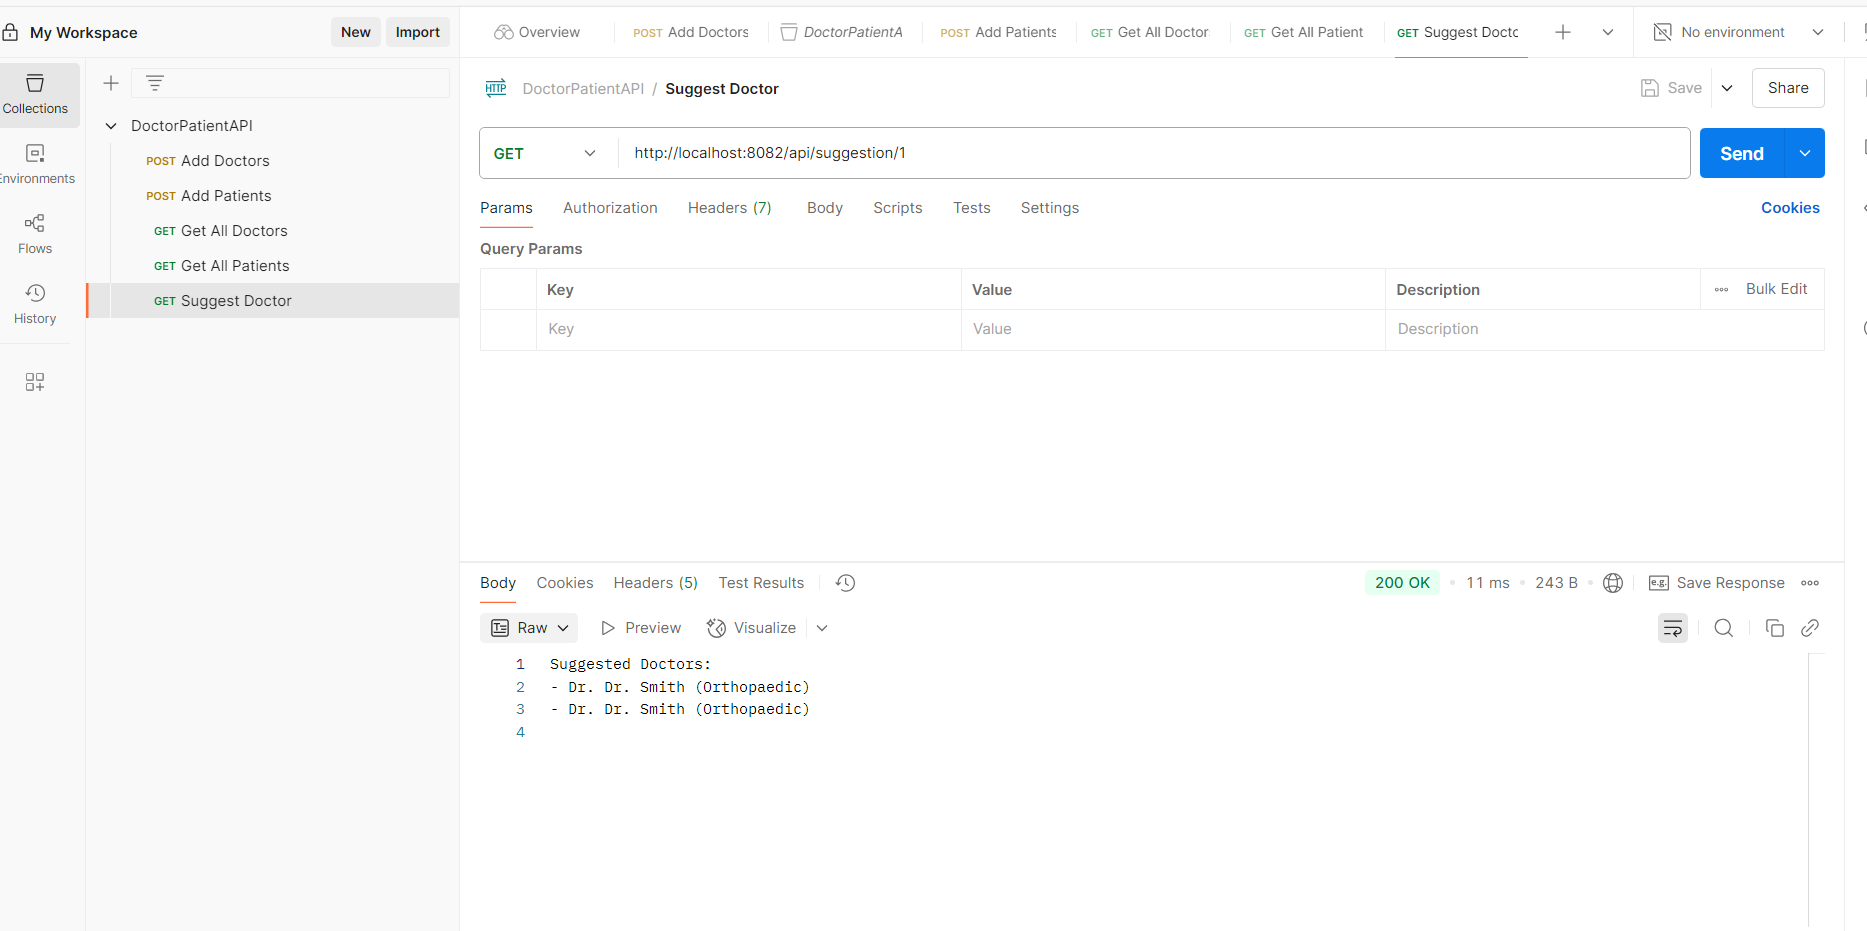 My Workspace
New
Import
Overview
POST Add Doctors
DoctorPatientA
POST Add Patients
GET Get All Doctor
GET Get All Patient
GET Suggest Docto
No environment
Collections
Environments
Flows
History
DoctorPatientAPI
POST Add Doctors
POST Add Patients
GET Get All Doctors
GET Get All Patients
GET Suggest Doctor
HTTP DoctorPatientAPI / Suggest Doctor
Save
Share
GET
http://localhost:8082/api/suggestion/1
Send
Params
Authorization
Headers (7)
Body
Scripts
Tests
Settings
Cookies
Query Params
Key
Value
Description
Bulk Edit
Key
Value
Description
Body
Cookies
Headers (5)
Test Results
200 OK
11 ms
243 B
e.g. Save Response
Raw
Preview
Visualize
1 Suggested Doctors:
2 - Dr. Dr. Smith (Orthopaedic)
3 - Dr. Dr. Smith (Orthopaedic)
4